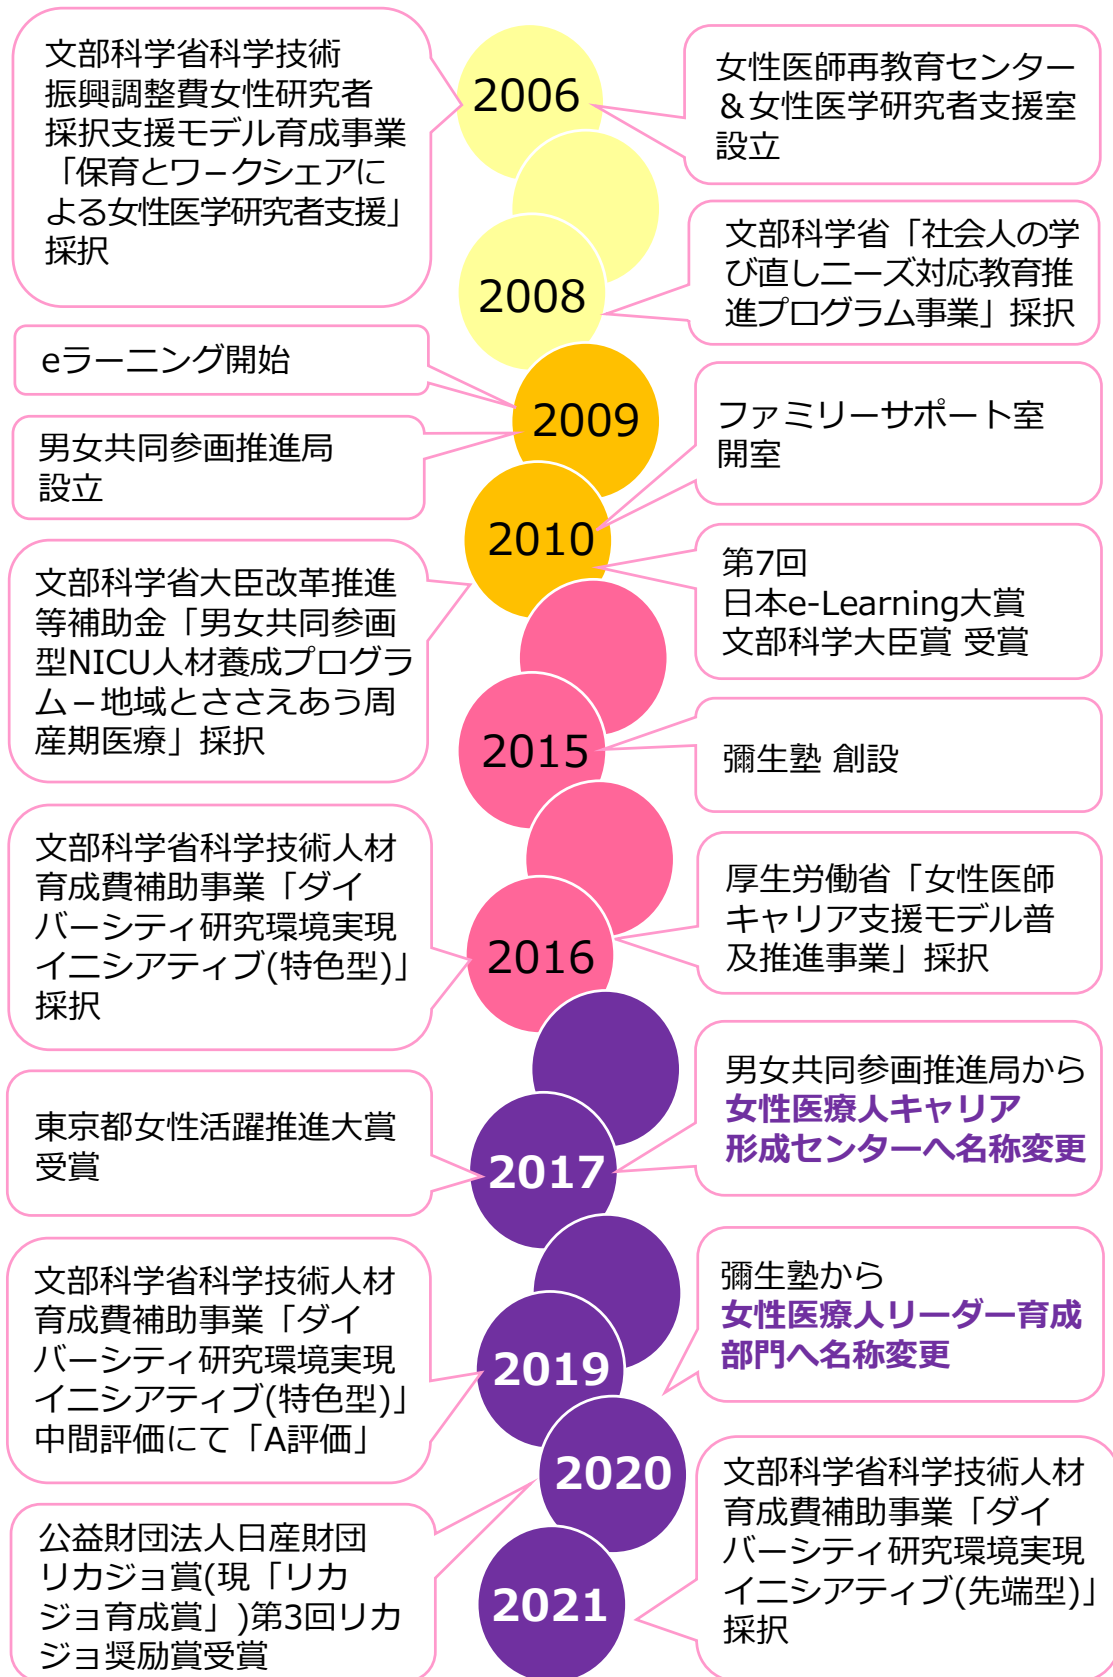 文部科学省科学技術
振興調整費女性研究者
採択支援モデル育成事業
「保育とワークシェアに
よる女性医学研究者支援」
採択
2006
女性医師再教育センター
＆女性医学研究者支援室
設立
2008
文部科学省「社会人の学
び直しニーズ対応教育推
進プログラム事業」採択
eラーニング開始
2009
男女共同参画推進局
設立
ファミリーサポート室
開室
2010
第7回
日本e-Learning大賞
文部科学大臣賞 受賞
文部科学省大臣改革推進
等補助金「男女共同参画
型NICU人材養成プログラ
ム－地域とささえあう周
産期医療」採択
2015
彌生塾 創設
文部科学省科学技術人材
育成費補助事業「ダイ
バーシティ研究環境実現
イニシアティブ(特色型)」
採択
2016
厚生労働省「女性医師
キャリア支援モデル普
及推進事業」採択
東京都女性活躍推進大賞
受賞
2017
男女共同参画推進局から
女性医療人キャリア
形成センターへ名称変更
文部科学省科学技術人材
育成費補助事業「ダイ
バーシティ研究環境実現
イニシアティブ(特色型)」
中間評価にて「A評価」
2019
彌生塾から
女性医療人リーダー育成
部門へ名称変更
2020
公益財団法人日産財団
リカジョ賞(現「リカ
ジョ育成賞」)第3回リカ
ジョ奨励賞受賞
2021
文部科学省科学技術人材
育成費補助事業「ダイ
バーシティ研究環境実現
イニシアティブ(先端型)」
採択